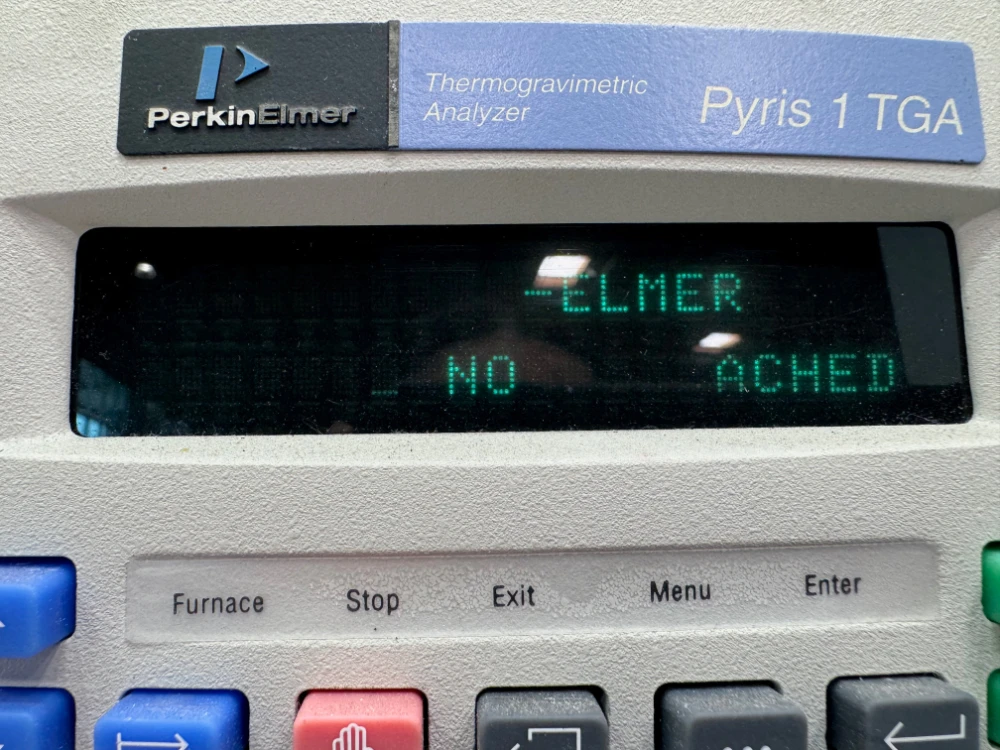 PerkinElmer
Thermogravimetric
Analyzer
Pyris 1 TGA
-ELMER
_ NO ACHED
Furnace
Stop
Exit
Menu
Enter